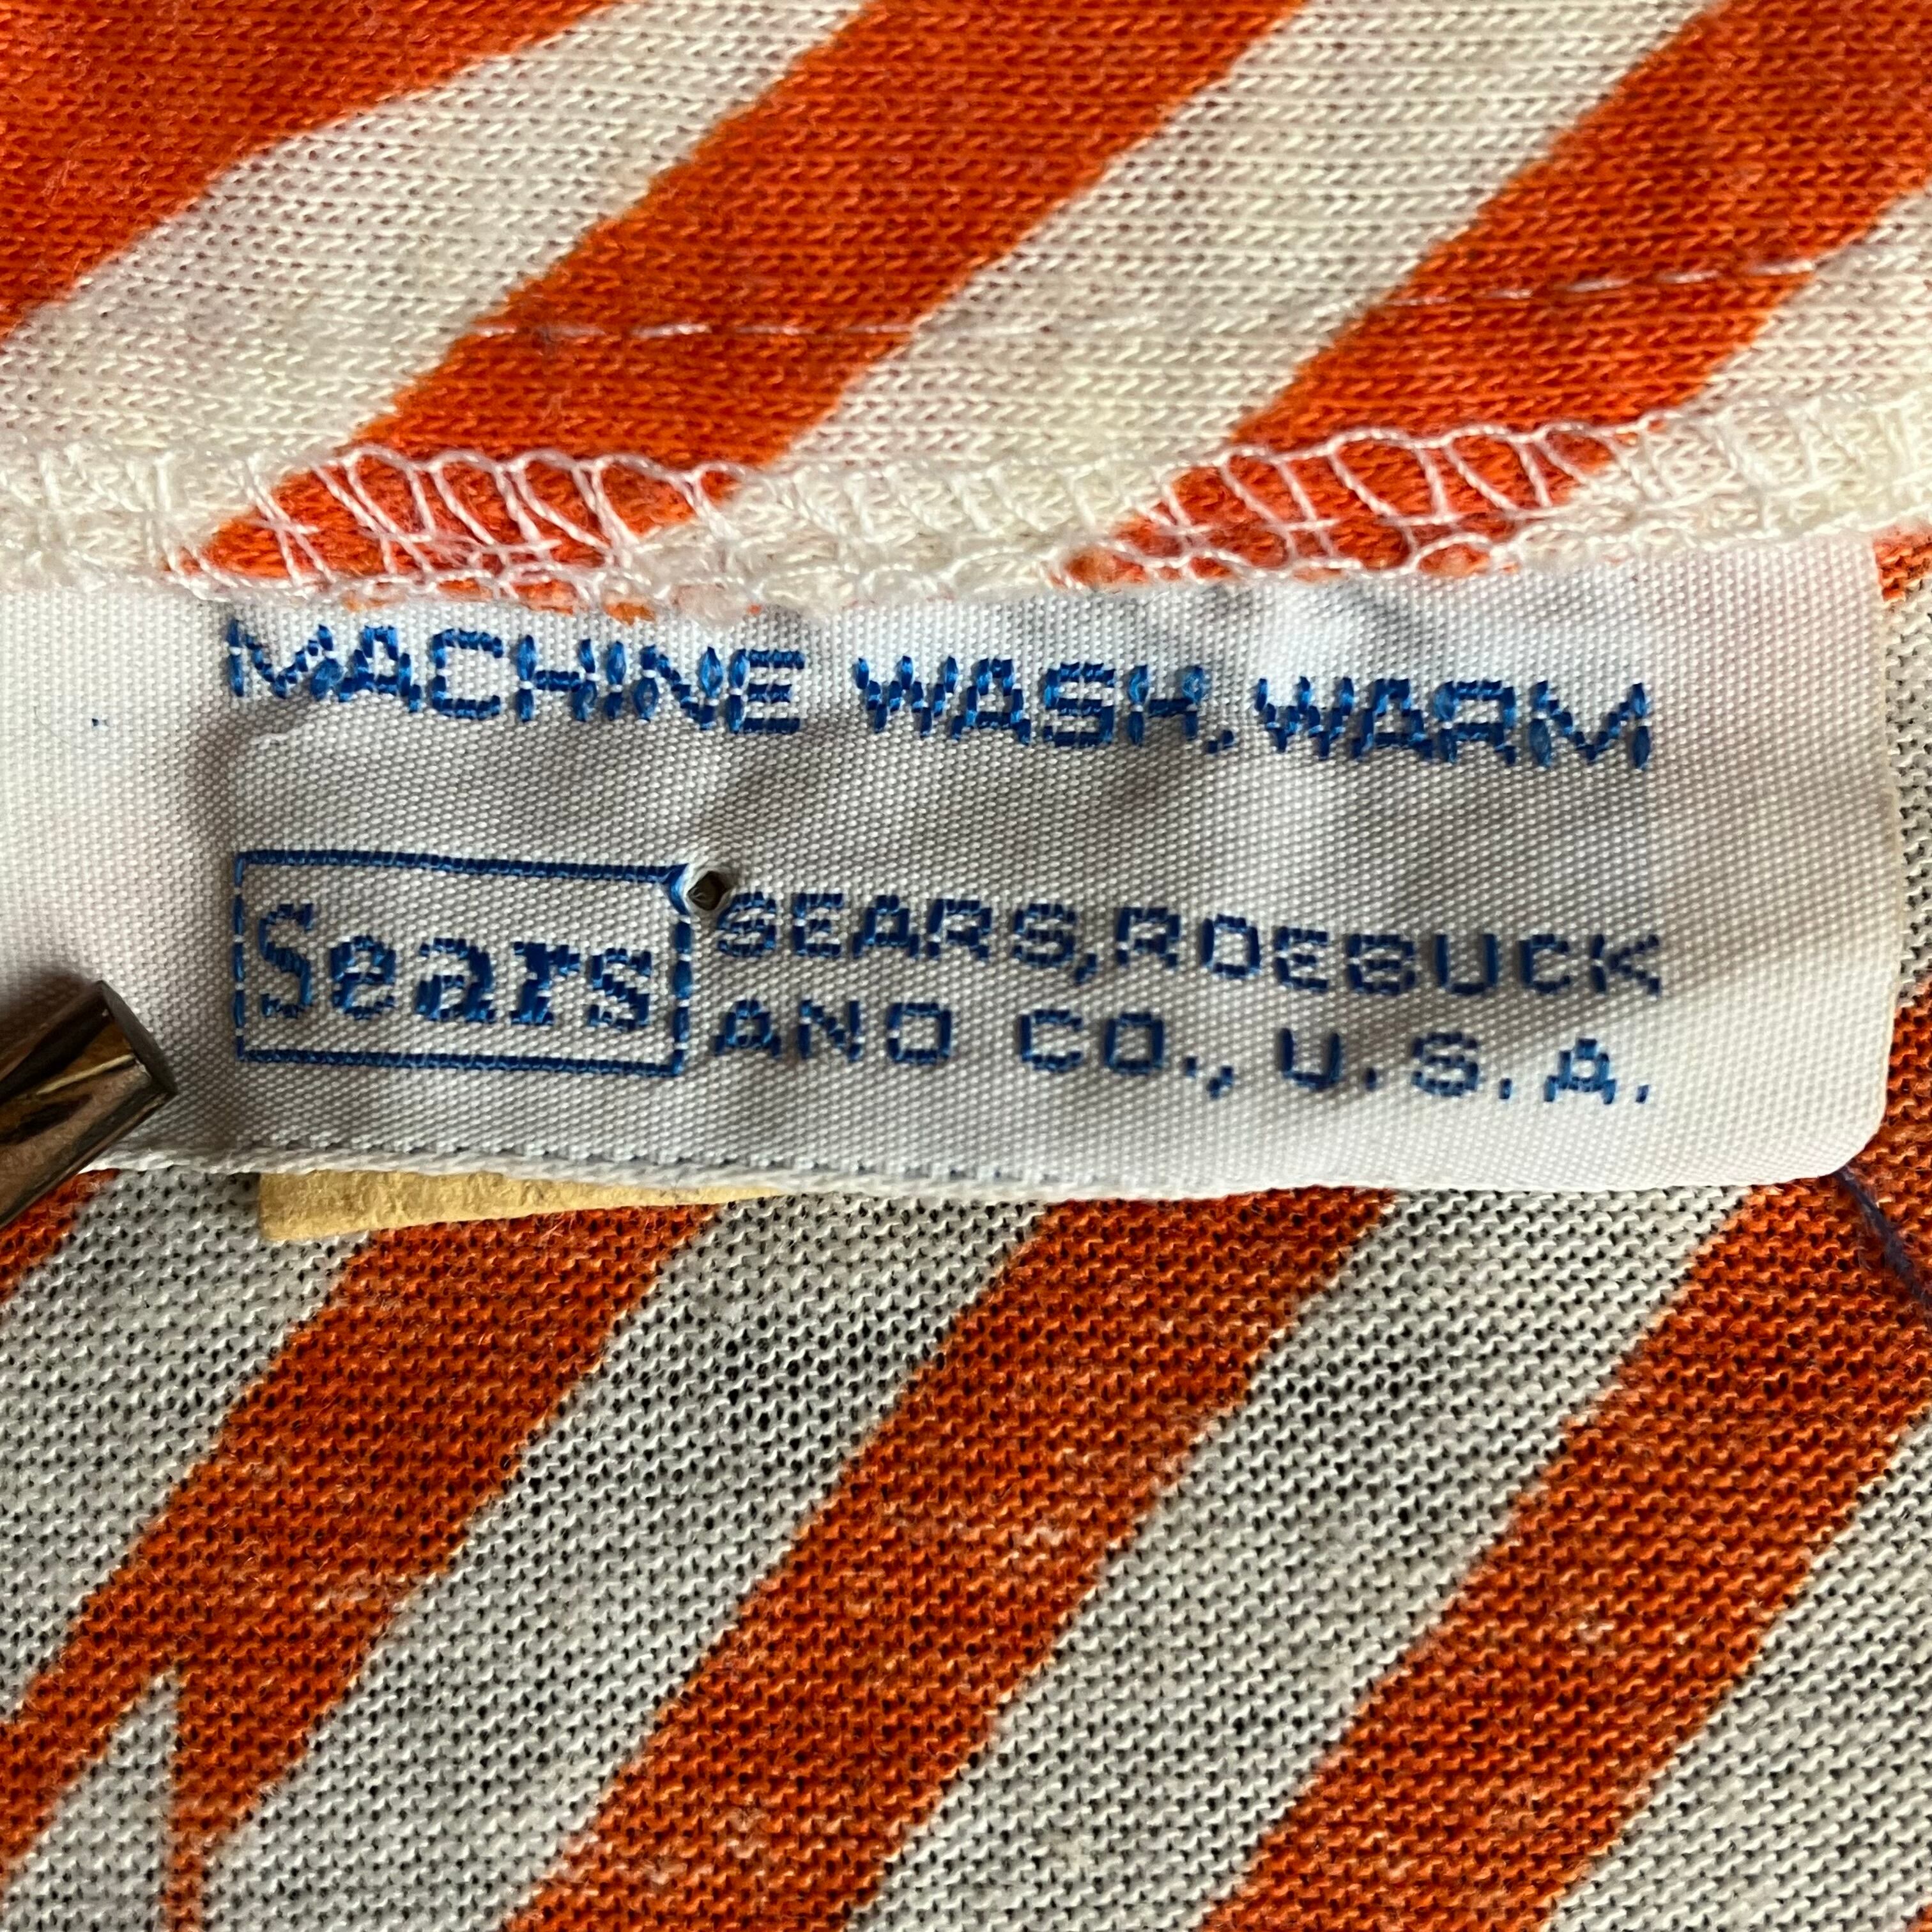 MACHINE WASH, WARM
Sears
SEARS, ROEBUCK
AND CO., U.S.A.